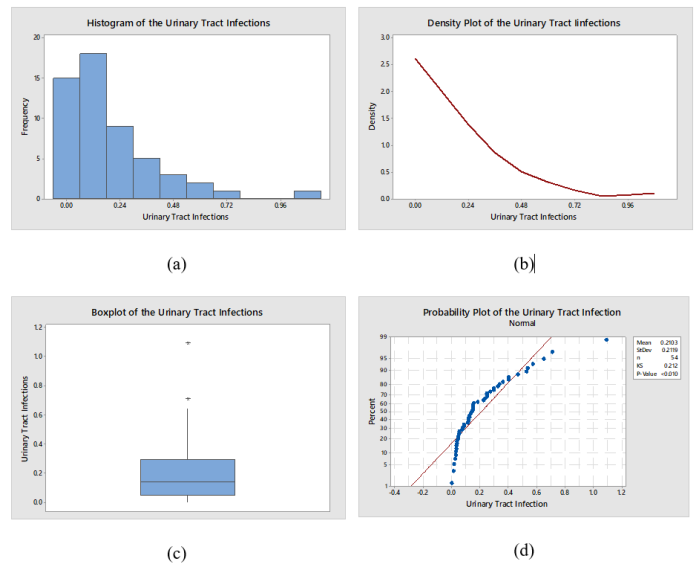 Histogram of the Urinary Tract Infections
20
15
10
5
0
Frequency
0.00 0.24 0.48 0.72 0.96
Urinary Tract Infections
(a)
Density Plot of the Urinary Tract Iinfections
3.0
2.5
2.0
1.5
1.0
0.5
0.0
Density
0.00 0.24 0.48 0.72 0.96
Urinary Tract Infections
(b)
Boxplot of the Urinary Tract Infections
1.2
1.0
0.8
0.6
0.4
0.2
0.0
Urinary Tract Infections
(c)
Probability Plot of the Urinary Tract Infection
Normal
99
95
90
80
70
60
50
40
30
20
10
5
1
Percent
-0.4 -0.2 0.0 0.2 0.4 0.6 0.8 1.0 1.2
Urinary Tract Infection
Mean 0.2103
StDev 0.2119
n 54
KS 0.212
P-Value <0.010
(d)